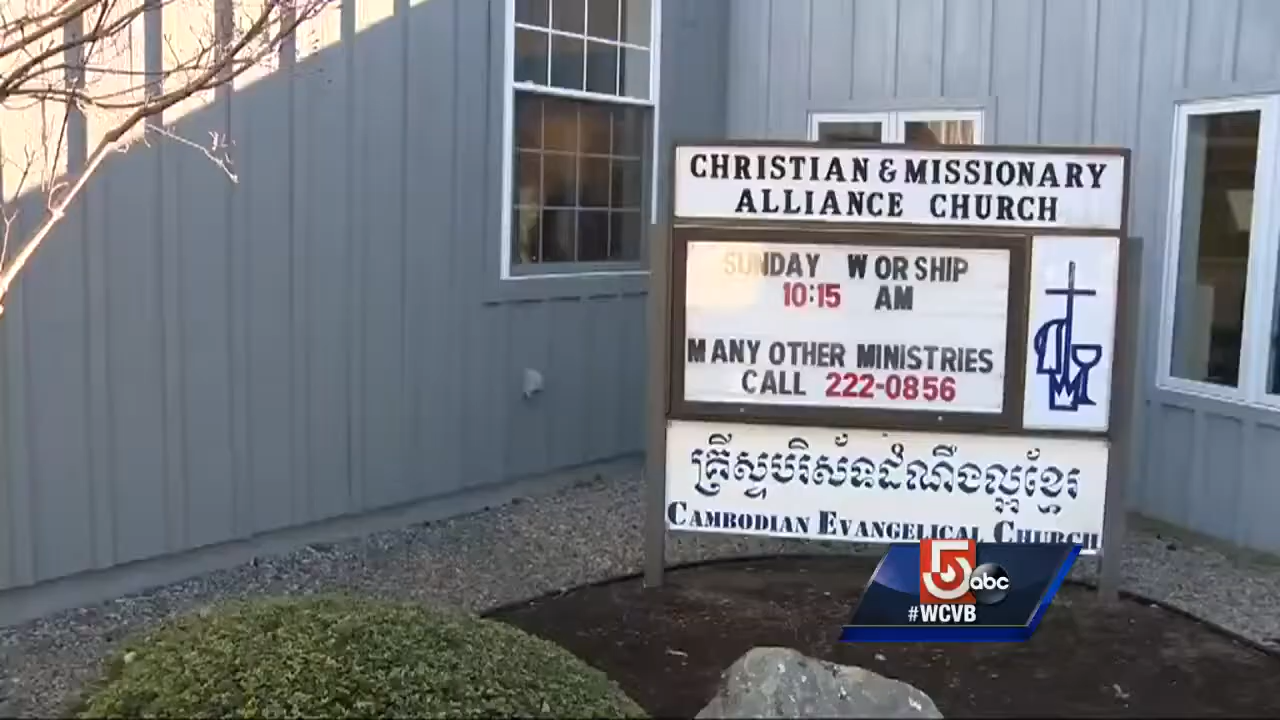 CHRISTIAN & MISSIONARY
ALLIANCE CHURCH
SUNDAY WORSHIP
10:15 AM
MANY OTHER MINISTRIES
CALL 222-0856
គ្រីស្ទបរិស័ទដំណឹងល្អខ្មែរ
CAMBODIAN EVANGELICAL CHURCH
5 abc
#WCVB